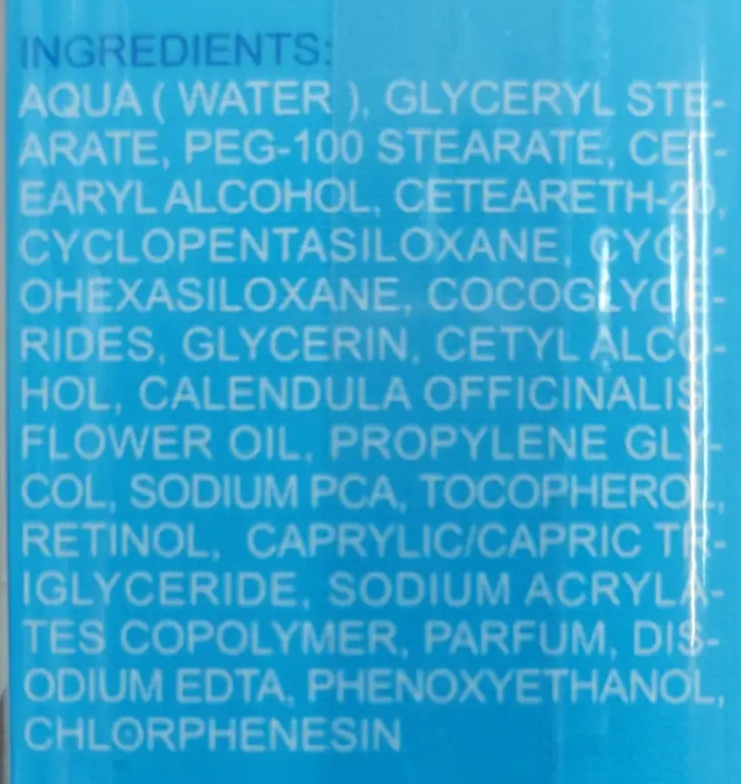 INGREDIENTS:
AQUA ( WATER ), GLYCERYL STE-
ARATE, PEG-100 STEARATE, CET-
EARYL ALCOHOL, CETEARETH-20,
CYCLOPENTASILOXANE, CYCL-
OHEXASILOXANE, COCOGLYCE-
RIDES, GLYCERIN, CETYL ALCO-
HOL, CALENDULA OFFICINALIS
FLOWER OIL, PROPYLENE GLY-
COL, SODIUM PCA, TOCOPHEROL,
RETINOL, CAPRYLIC/CAPRIC TR-
IGLYCERIDE, SODIUM ACRYLA-
TES COPOLYMER, PARFUM, DIS-
ODIUM EDTA, PHENOXYETHANOL,
CHLORPHENESIN